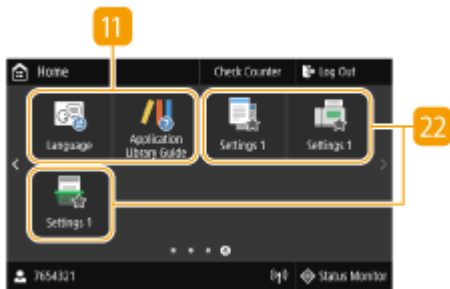 11
Home
Check Counter
Log Out
Language
Application
Library Guide
Settings 1
Settings 1
22
Settings 1
7654321
Status Monitor